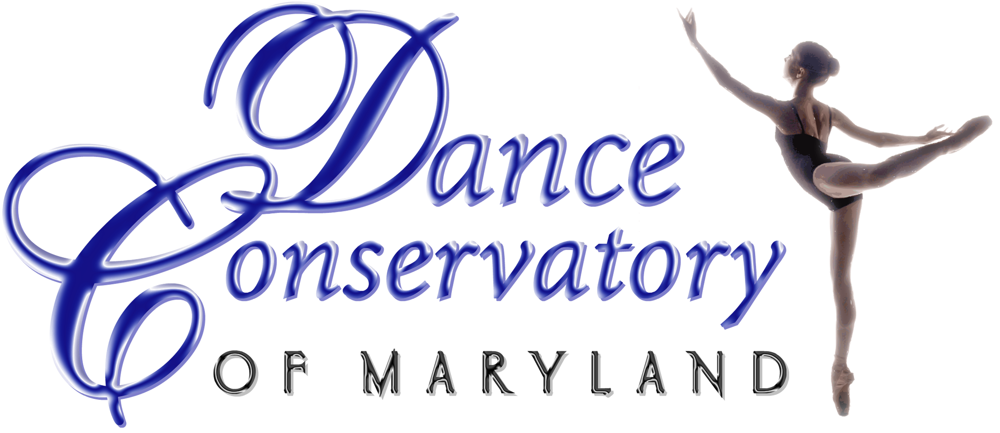 Dance
Conservatory
OF MARYLAND